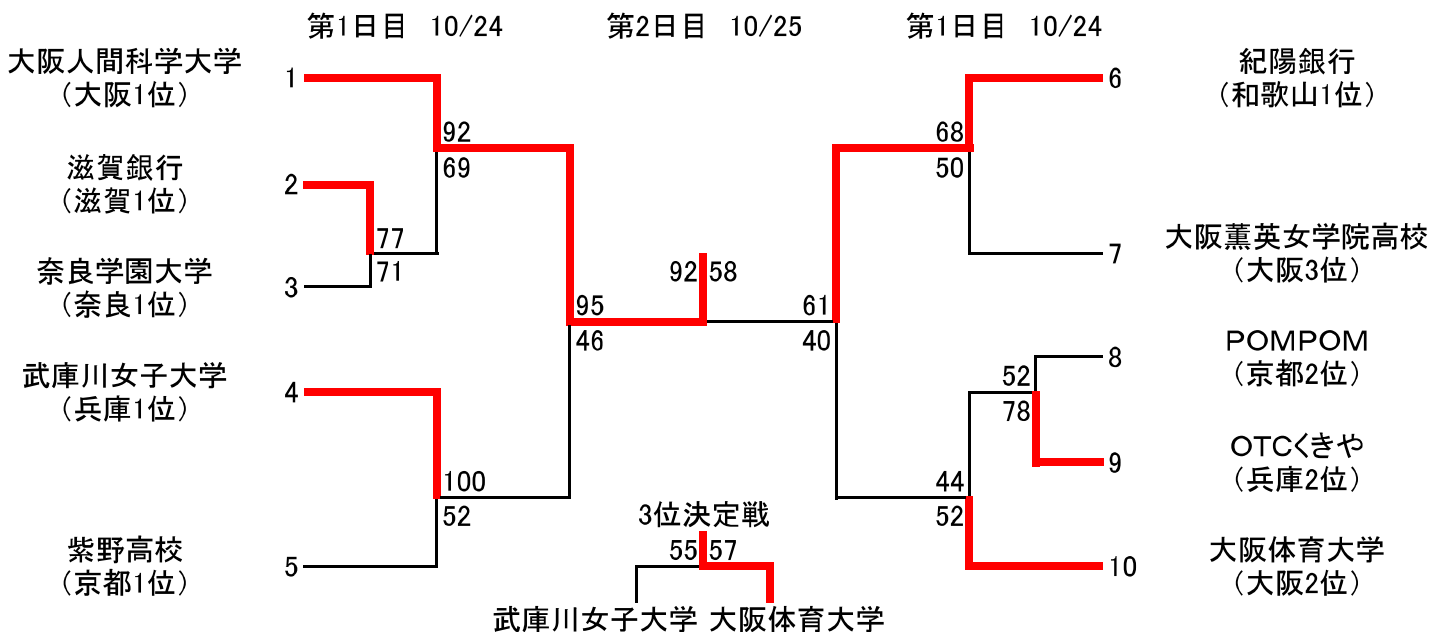 第1日目 10/24
第2日目 10/25
第1日目 10/24
大阪人間科学大学
（大阪1位）
1
滋賀銀行
（滋賀1位）
2
奈良学園大学
（奈良1位）
3
武庫川女子大学
（兵庫1位）
4
紫野高校
（京都1位）
5
92
69
77
71
95
46
100
52
92 58
61
40
68
50
52
78
44
52
6
紀陽銀行
（和歌山1位）
7
大阪薫英女学院高校
（大阪3位）
8
POMPOM
（京都2位）
9
OTCくきや
（兵庫2位）
10
大阪体育大学
（大阪2位）
3位決定戦
55 57
武庫川女子大学 大阪体育大学